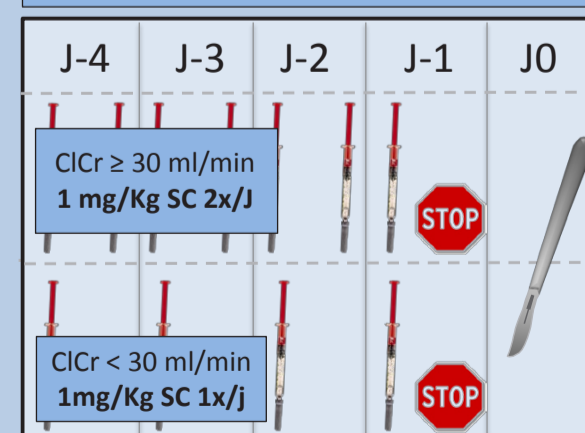 J-4 J-3 J-2 J-1 J0
ClCr ≥ 30 ml/min
1 mg/Kg SC 2x/J
STOP
ClCr < 30 ml/min
1mg/Kg SC 1x/j
STOP